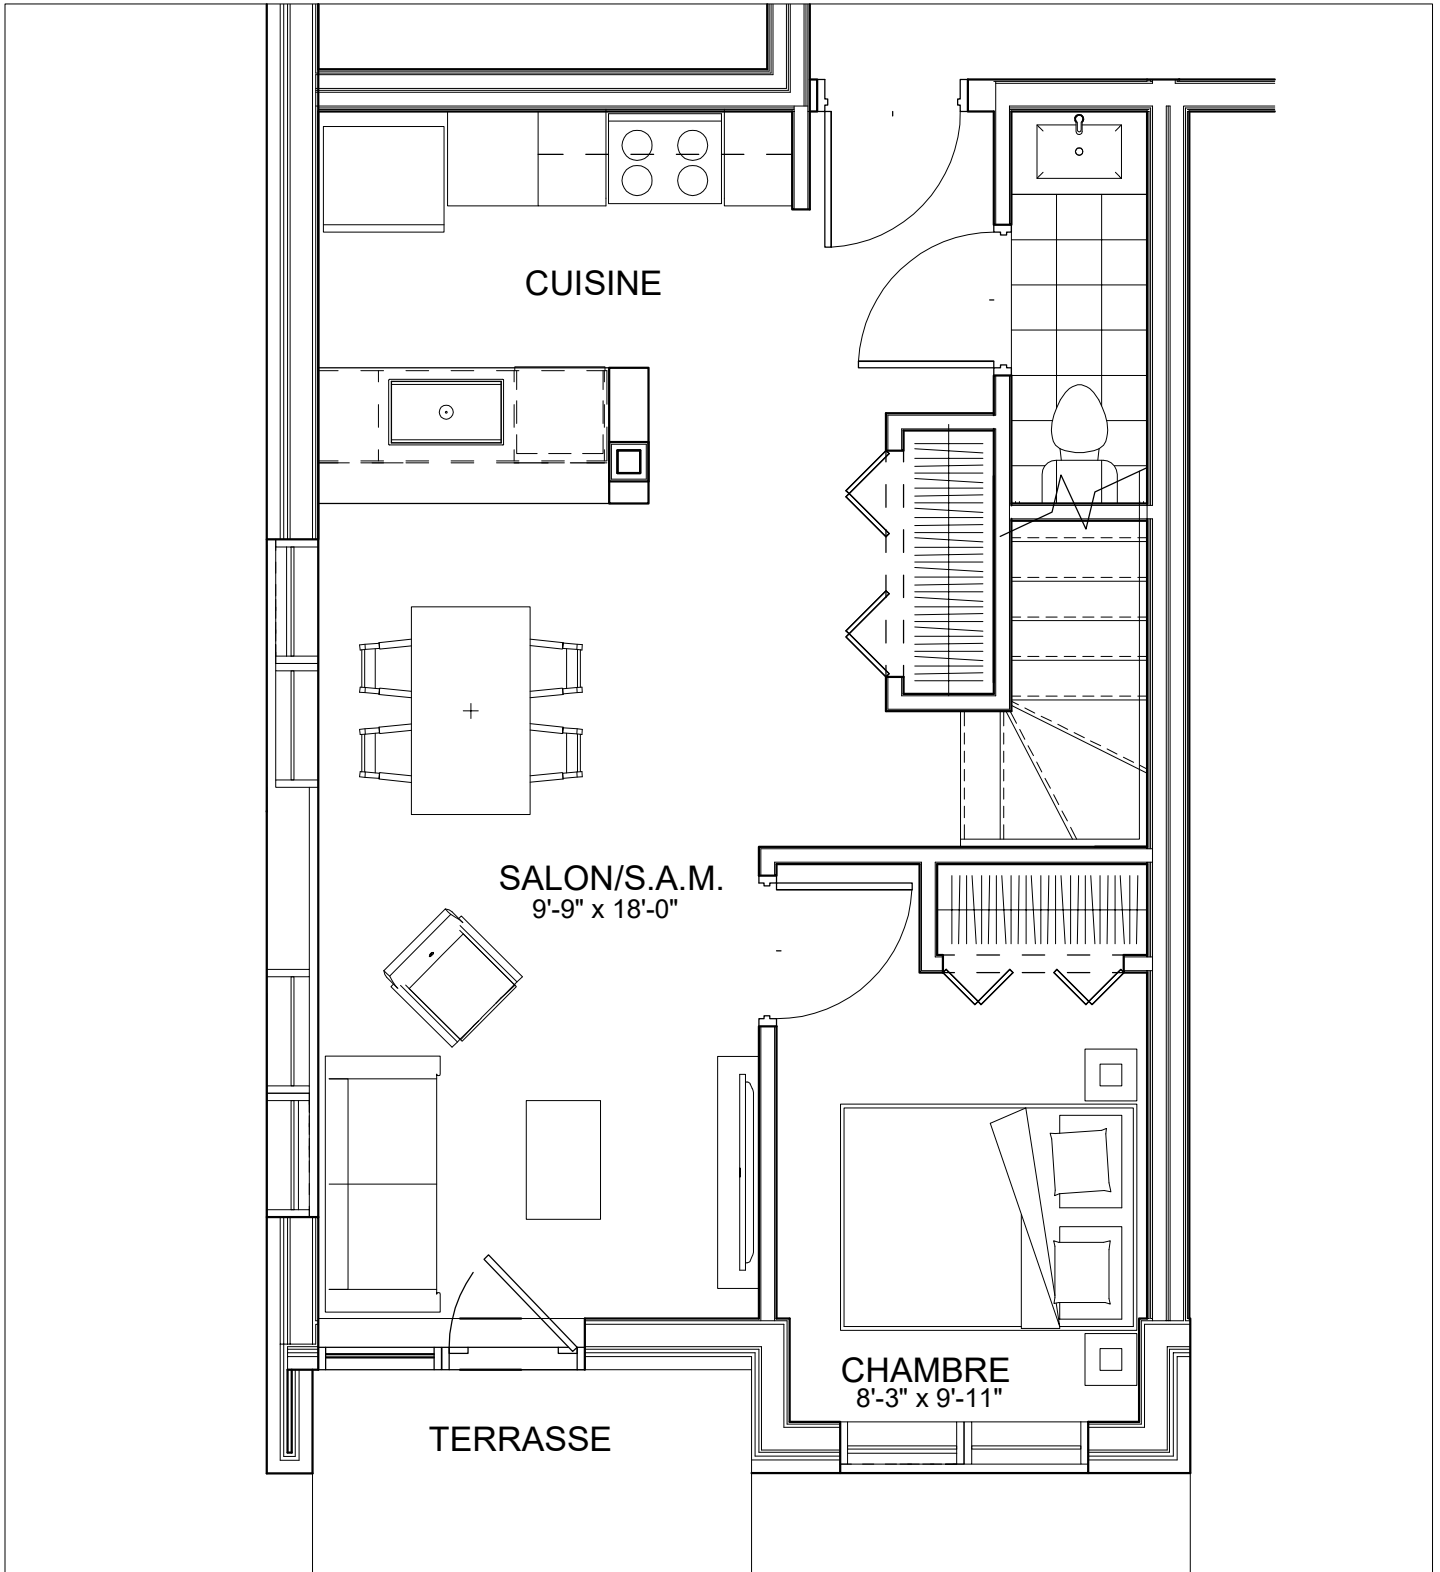 CUISINE
SALON/S.A.M.
9'-9" x 18'-0"
CHAMBRE
8'-3" x 9'-11"
TERRASSE